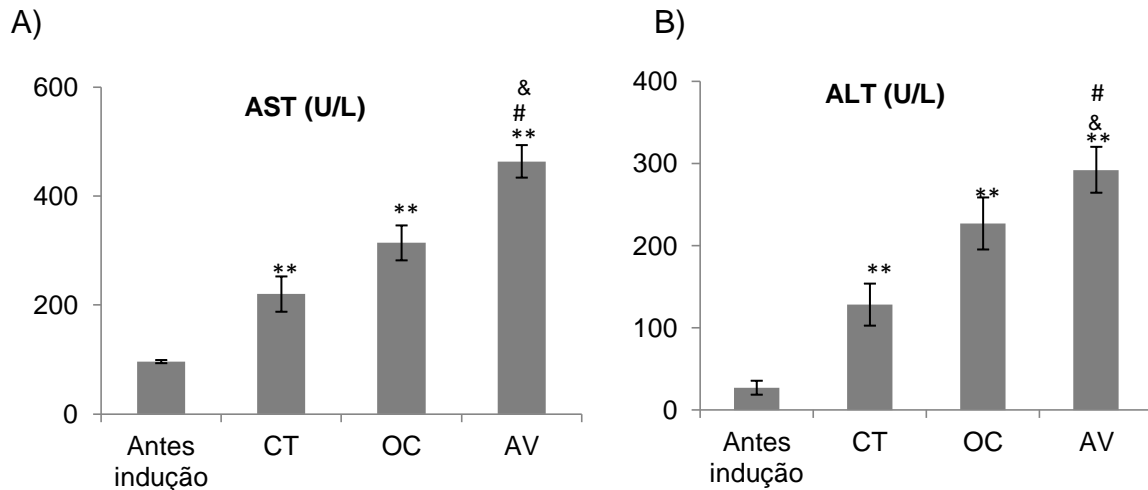 A)
AST (U/L)
600
400
200
0
**
**
&
#
**
Antes
indução
CT
OC
AV
B)
ALT (U/L)
400
300
200
100
0
**
**
#
&
**
Antes
indução
CT
OC
AV